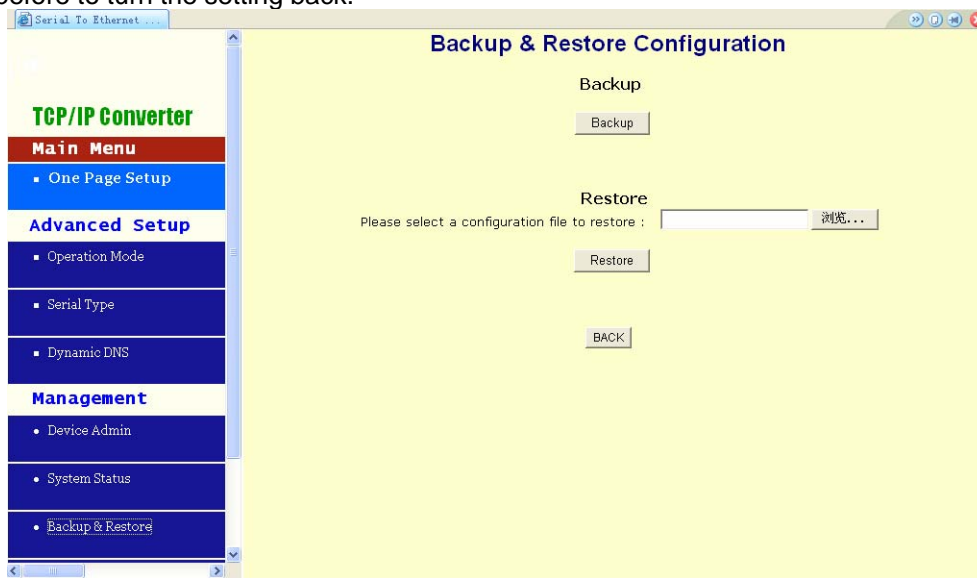 before to turn the setting back.
Serial To Ethernet ...
TCP/IP Converter
Main Menu
One Page Setup
Advanced Setup
Operation Mode
Serial Type
Dynamic DNS
Management
Device Admin
System Status
Backup & Restore
Backup & Restore Configuration
Backup
Backup
Restore
Please select a configuration file to restore :
浏览...
Restore
BACK